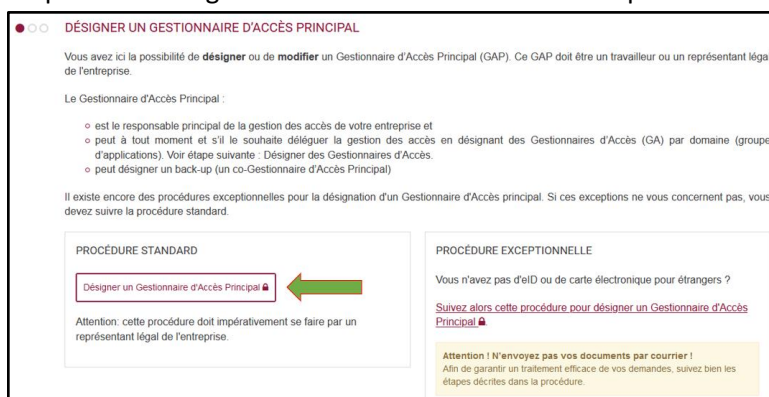 DÉSIGNER UN GESTIONNAIRE D'ACCÈS PRINCIPAL
Vous avez ici la possibilité de désigner ou de modifier un Gestionnaire d'Accès Principal (GAP). Ce GAP doit être un travailleur ou un représentant
de l'entreprise.
Le Gestionnaire d'Accès Principal :
est le responsable principal de la gestion des accès de votre entreprise et
peut à tout moment et s'il le souhaite déléguer la gestion des accès en désignant des Gestionnaires d'Accès (GA) par domaine (groupe
d'applications). Voir étape suivante : Désigner des Gestionnaires d'Accès.
peut désigner un back-up (un co-Gestionnaire d'Accès Principal)
Il existe encore des procédures exceptionnelles pour la désignation d'un Gestionnaire d'Accès principal. Si ces exceptions ne vous concernent pas, vous
devez suivre la procédure standard.
PROCÉDURE STANDARD
Désigner un Gestionnaire d'Accès Principal
Attention: cette procédure doit impérativement se faire par un
représentant légal de l'entreprise.
PROCÉDURE EXCEPTIONNELLE
Vous n'avez pas d'eID ou de carte électronique pour étrangers ?
Suivez alors cette procédure pour désigner un Gestionnaire d'Accès
Principal.
Attention ! N'envoyez pas vos documents par courrier !
Afin de garantir un traitement efficace de vos demandes, suivez bien les
étapes décrites dans la procédure.